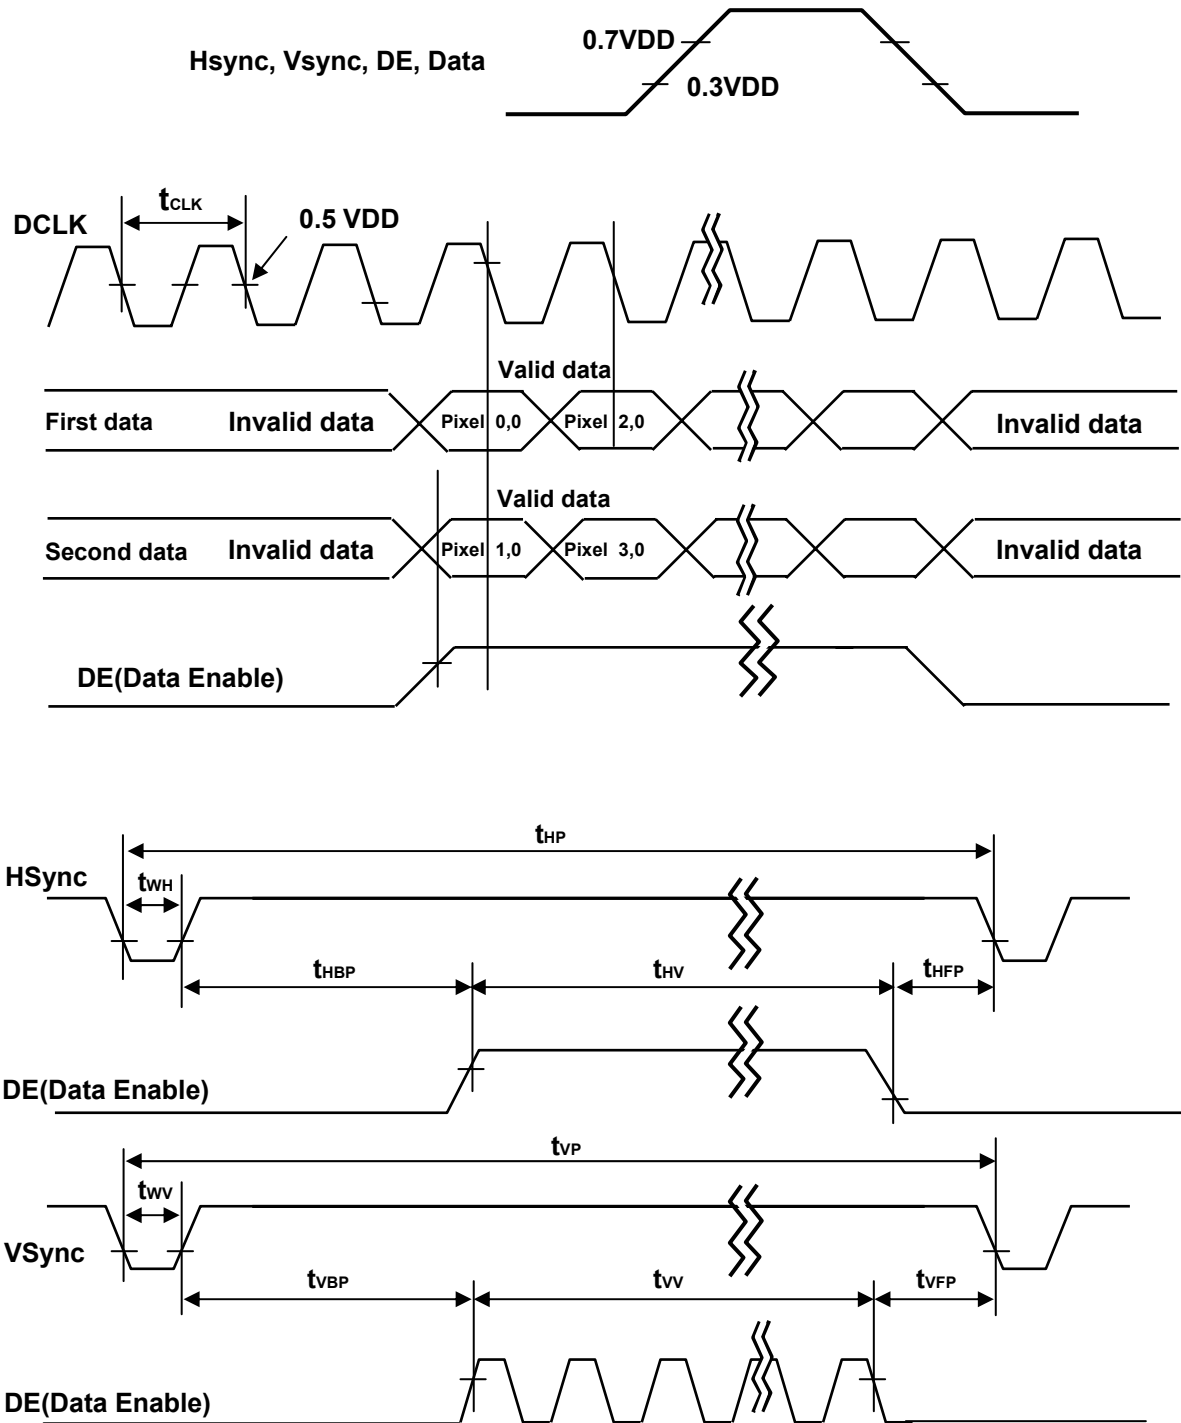 0.7VDD
Hsync, Vsync, DE, Data
0.3VDD
tCLK
DCLK
0.5 VDD
Valid data
First data Invalid data Pixel 0,0 Pixel 2,0 Invalid data
Valid data
Second data Invalid data Pixel 1,0 Pixel 3,0 Invalid data
DE(Data Enable)
tHP
HSync
tWH
tHBP tHV tHFP
DE(Data Enable)
tVP
tWV
VSync
tVBP tVV tVFP
DE(Data Enable)